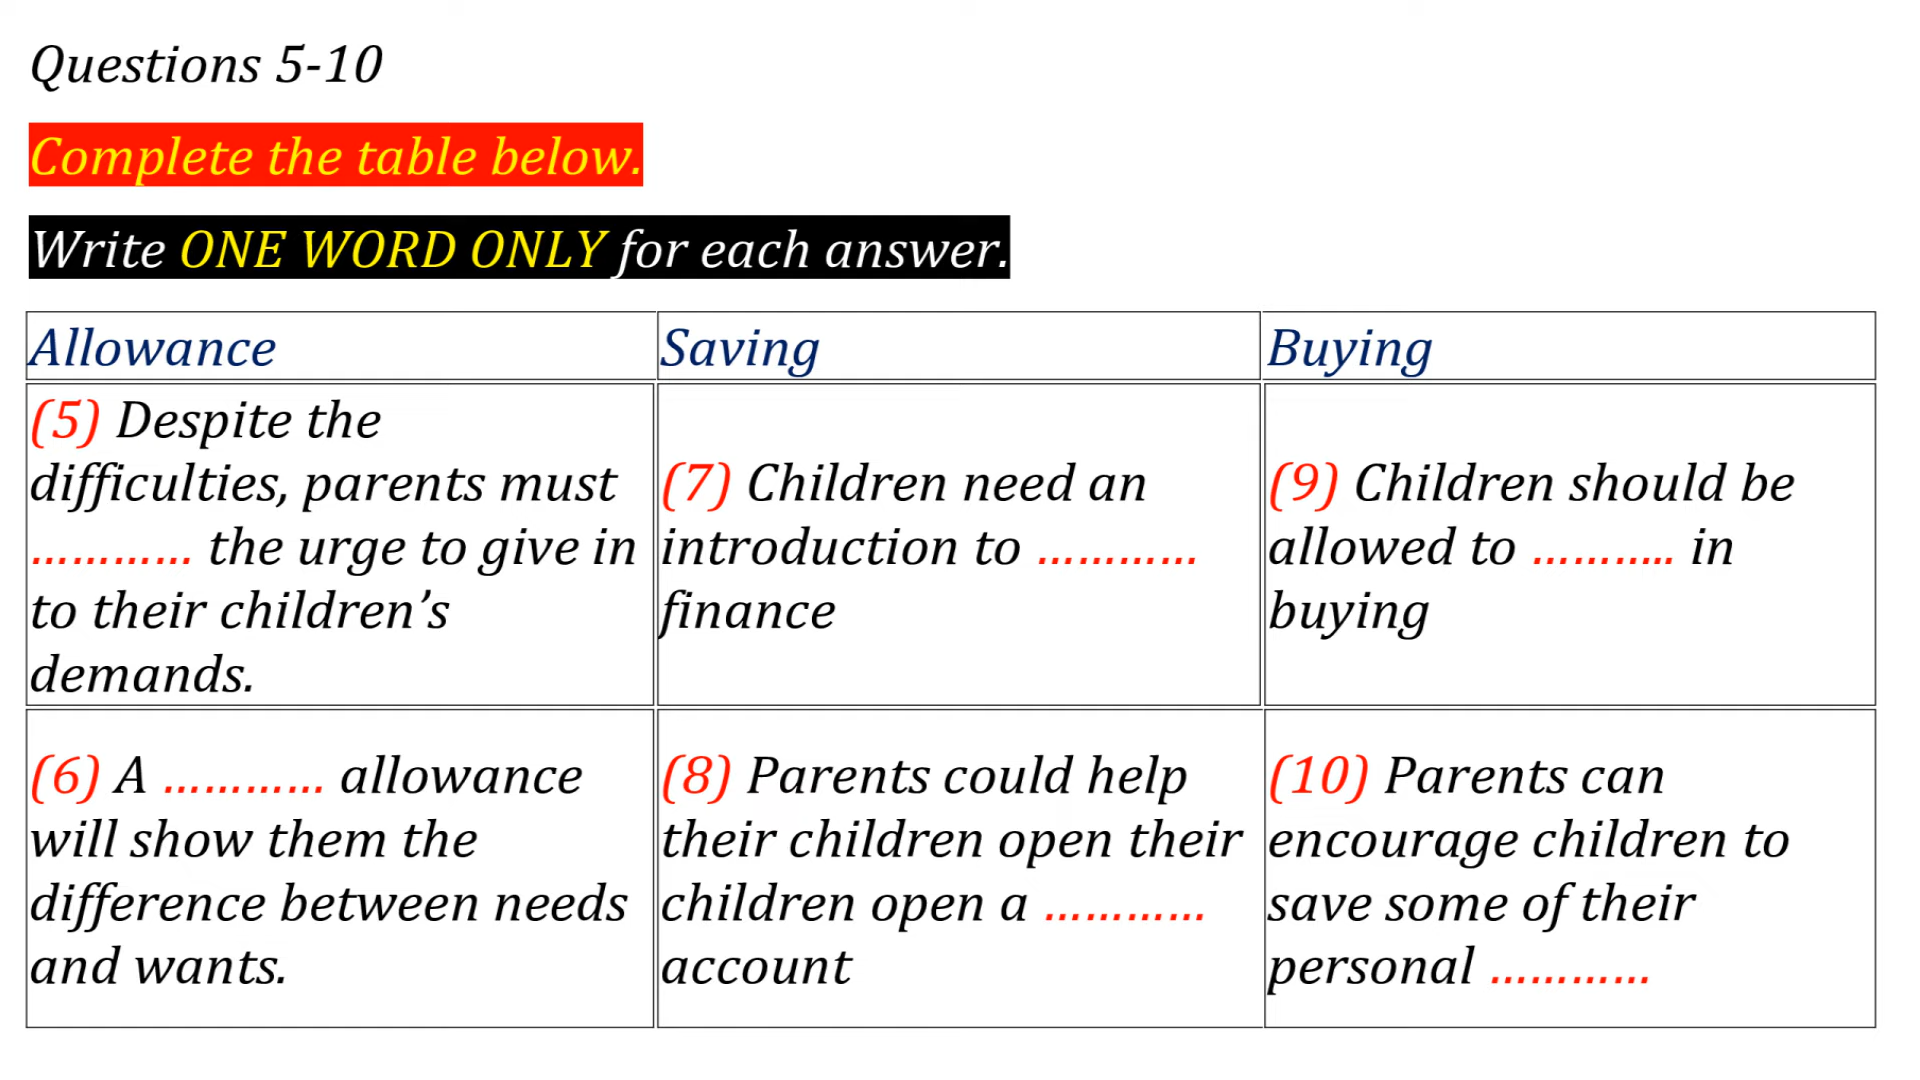 Questions 5-10
Complete the table below.
Write ONE WORD ONLY for each answer.
Allowance
Saving
Buying
(5) Despite the
difficulties, parents must
............ the urge to give in
to their children’s
demands.
(7) Children need an
introduction to ............
finance
(9) Children should be
allowed to ……….. in
buying
(6) A ………… allowance
will show them the
difference between needs
and wants.
(8) Parents could help
their children open their
children open a …………
account
(10) Parents can
encourage children to
save some of their
personal …………